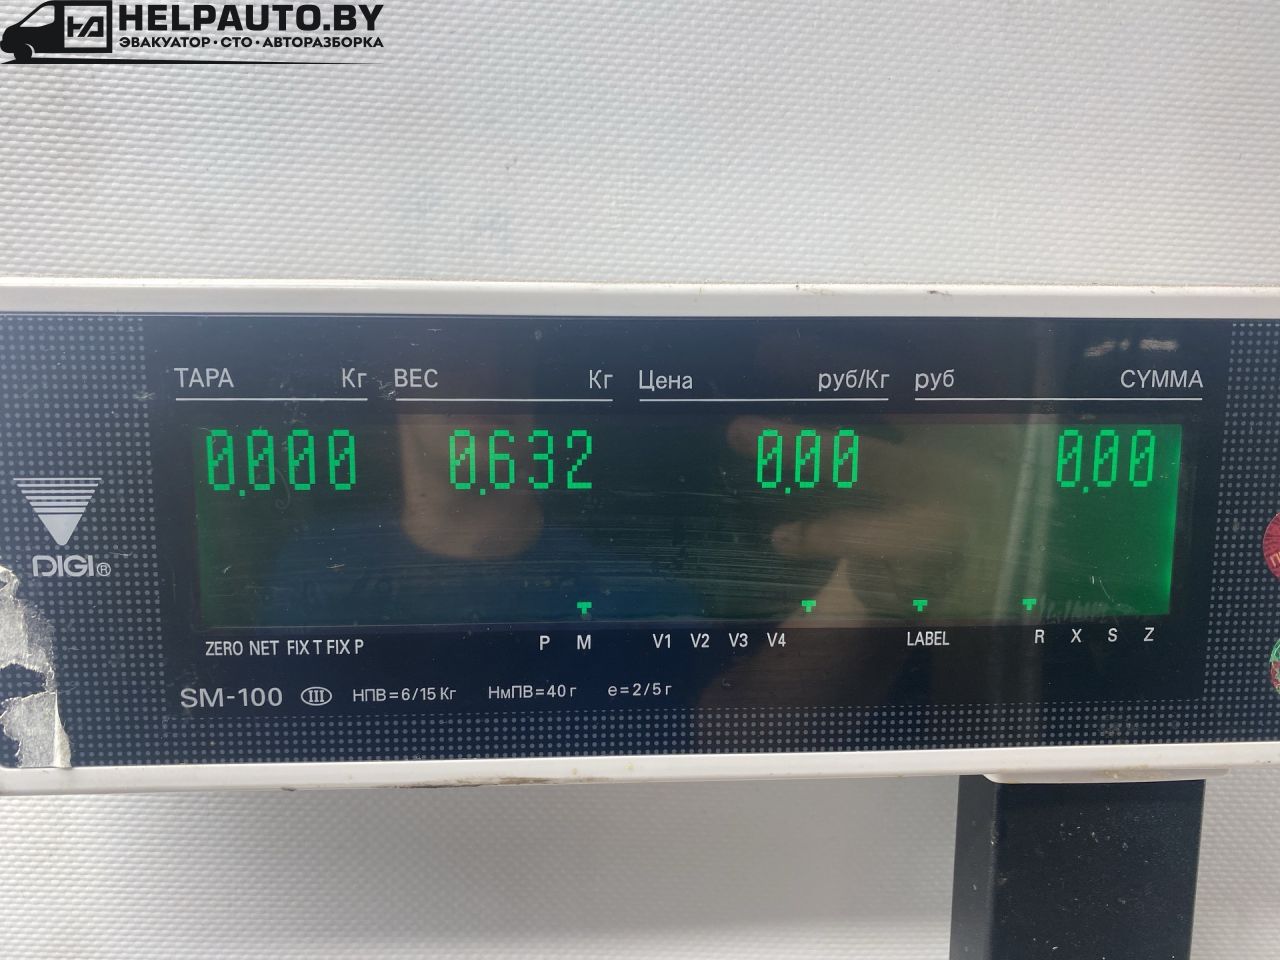 HELPAUTO.BY
ЭВАКУАТОР·СТО·АВТОРАЗБОРКА
ТАРА Кг ВЕС Кг Цена руб/Кг руб СУММА
0.000 0.632 0.00 0.00
DIGI®
ZERO NET FIX T FIX P P M V1 V2 V3 V4 LABEL R X S Z
SM-100 III НПВ=6/15 Кг НмПВ=40 г e=2/5 г